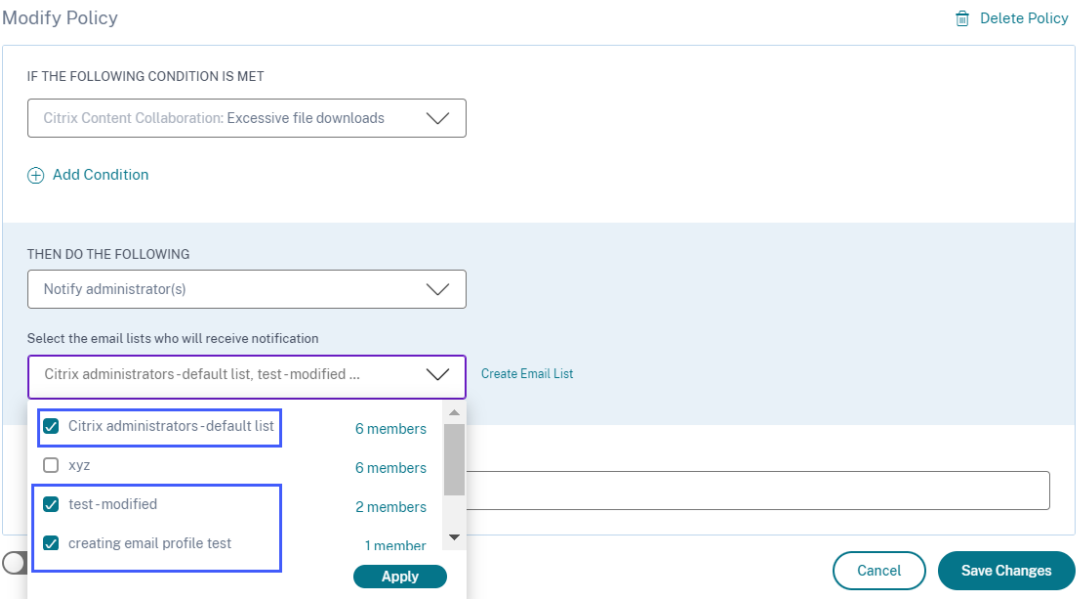 Modify Policy
Delete Policy
IF THE FOLLOWING CONDITION IS MET
Citrix Content Collaboration: Excessive file downloads
Add Condition
THEN DO THE FOLLOWING
Notify administrator(s)
Select the email lists who will receive notification
Citrix administrators - default list, test - modified ...
Create Email List
Citrix administrators - default list
6 members
xyz
6 members
test - modified
2 members
creating email profile test
1 member
Apply
Cancel
Save Changes